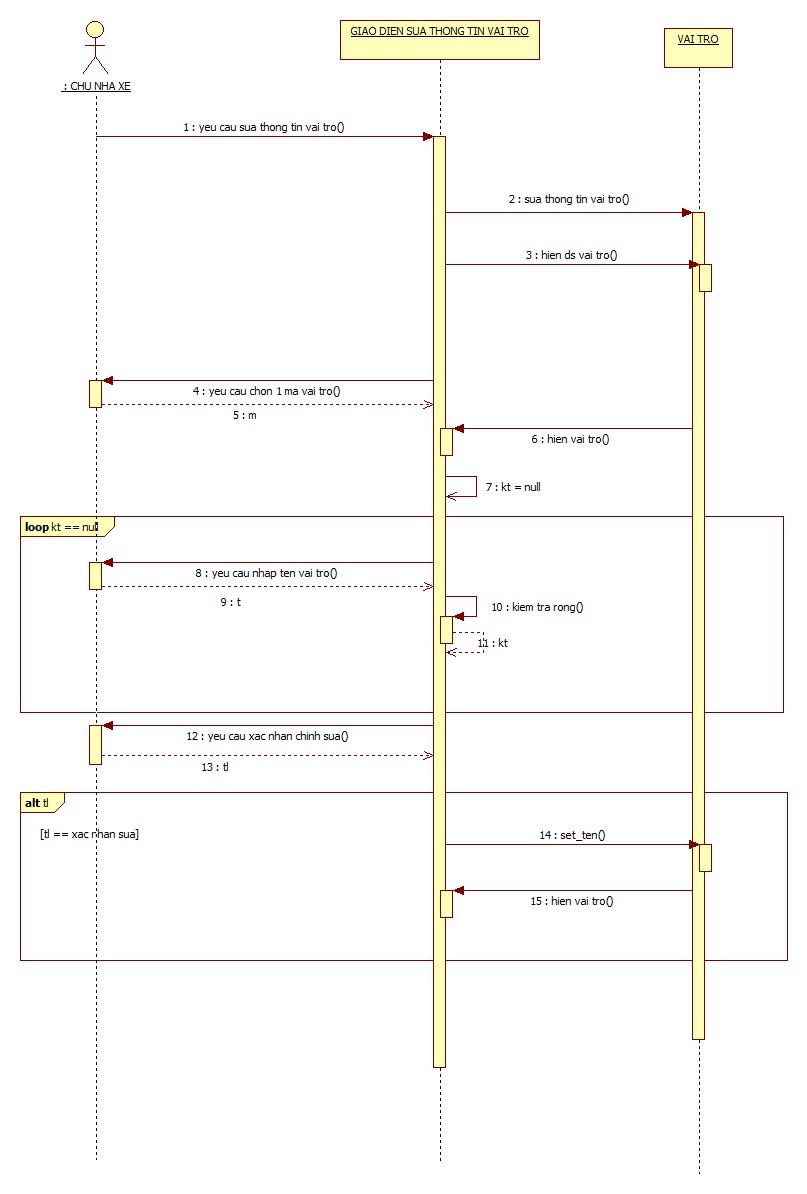 GIAO DIEN SUA THONG TIN VAI TRO
VAI TRO
: CHU NHA XE
1 : yeu cau sua thong tin vai tro()
2 : sua thong tin vai tro()
3 : hien ds vai tro()
4 : yeu cau chon 1 ma vai tro()
5 : m
6 : hien vai tro()
7 : kt = null
loop kt == null
8 : yeu cau nhap ten vai tro()
9 : t
10 : kiem tra rong()
11 : kt
12 : yeu cau xac nhan chinh sua()
13 : tl
alt tl
[tl == xac nhan sua]
14 : set_ten()
15 : hien vai tro()